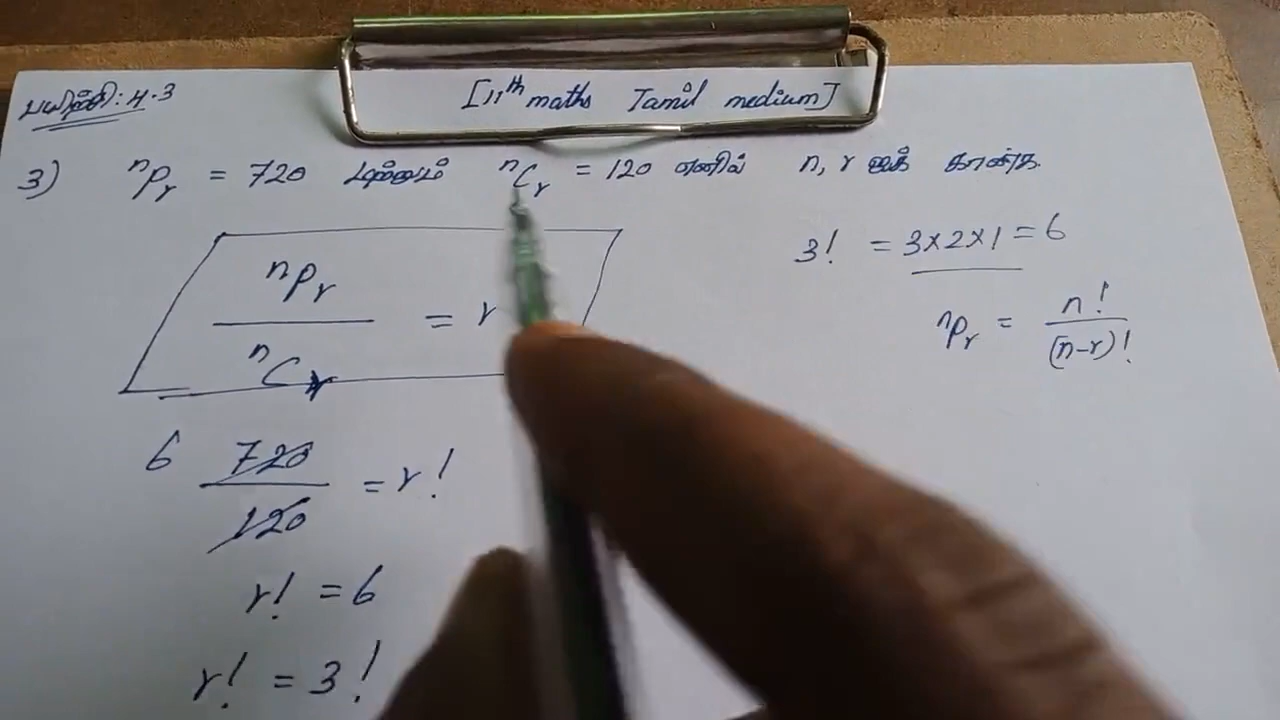 பயிற்சி: 4.3
[11th maths Tamil medium]
3) nPr = 720 மற்றும் nCr = 120 எனில் n, r ஐக் காண்க.
3! = 3×2×1 = 6
nPr / nCr = r
nPr = n! / (n-r)!
6 720 / 120 = r!
r! = 6
r! = 3!